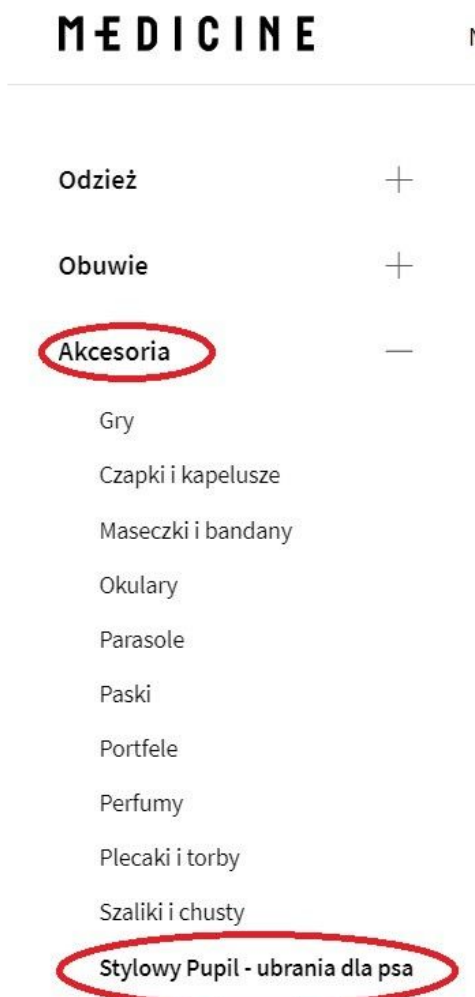 MEDICINE
Odzież
Obuwie
Akcesoria
Gry
Czapki i kapelusze
Maseczki i bandany
Okulary
Parasole
Paski
Portfele
Perfumy
Plecaki i torby
Szaliki i chusty
Stylowy Pupil - ubrania dla psa